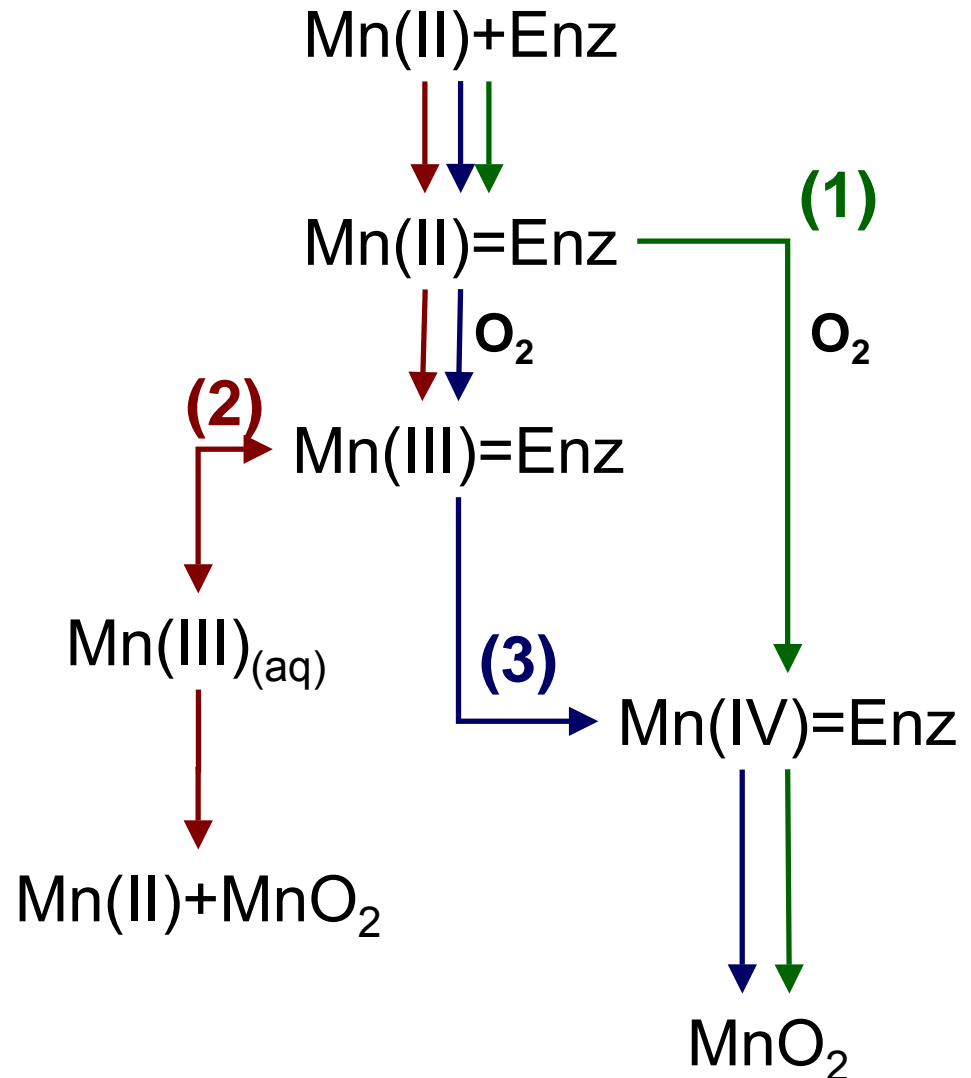 Mn(II)+Enz
(1)
Mn(II)=Enz
O₂
O₂
(2)
Mn(III)=Enz
Mn(III)(aq)
(3)
Mn(IV)=Enz
Mn(II)+MnO₂
MnO₂